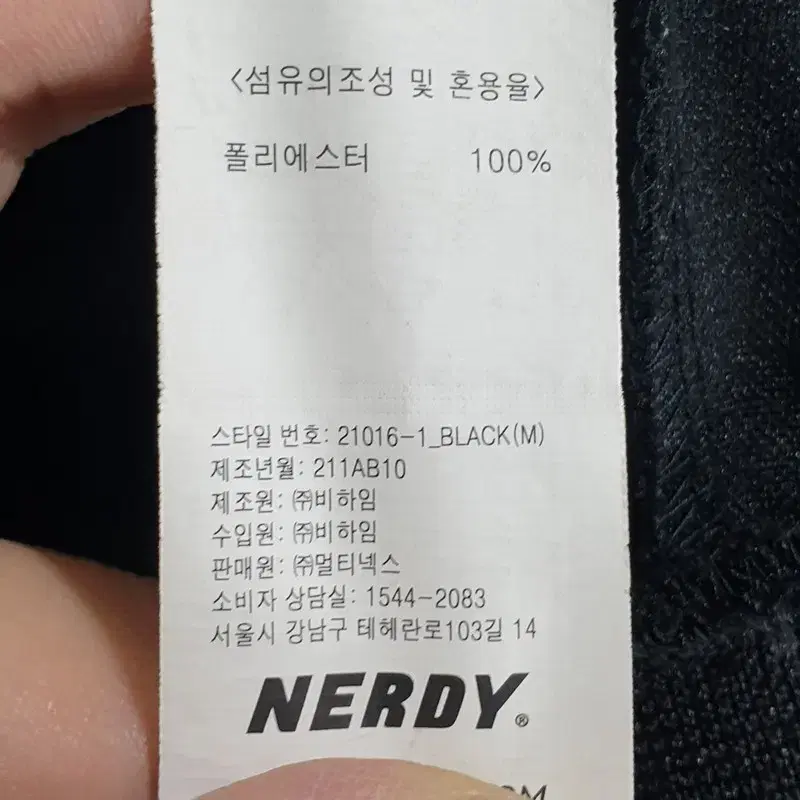 <섬유의조성 및 혼용율>
폴리에스터 100%
스타일 번호: 21016-1_BLACK(M)
제조년월: 211AB10
제조원: ㈜비하임
수입원: ㈜비하임
판매원: ㈜멀티넥스
소비자 상담실: 1544-2083
서울시 강남구 테헤란로103길 14
NERDY®